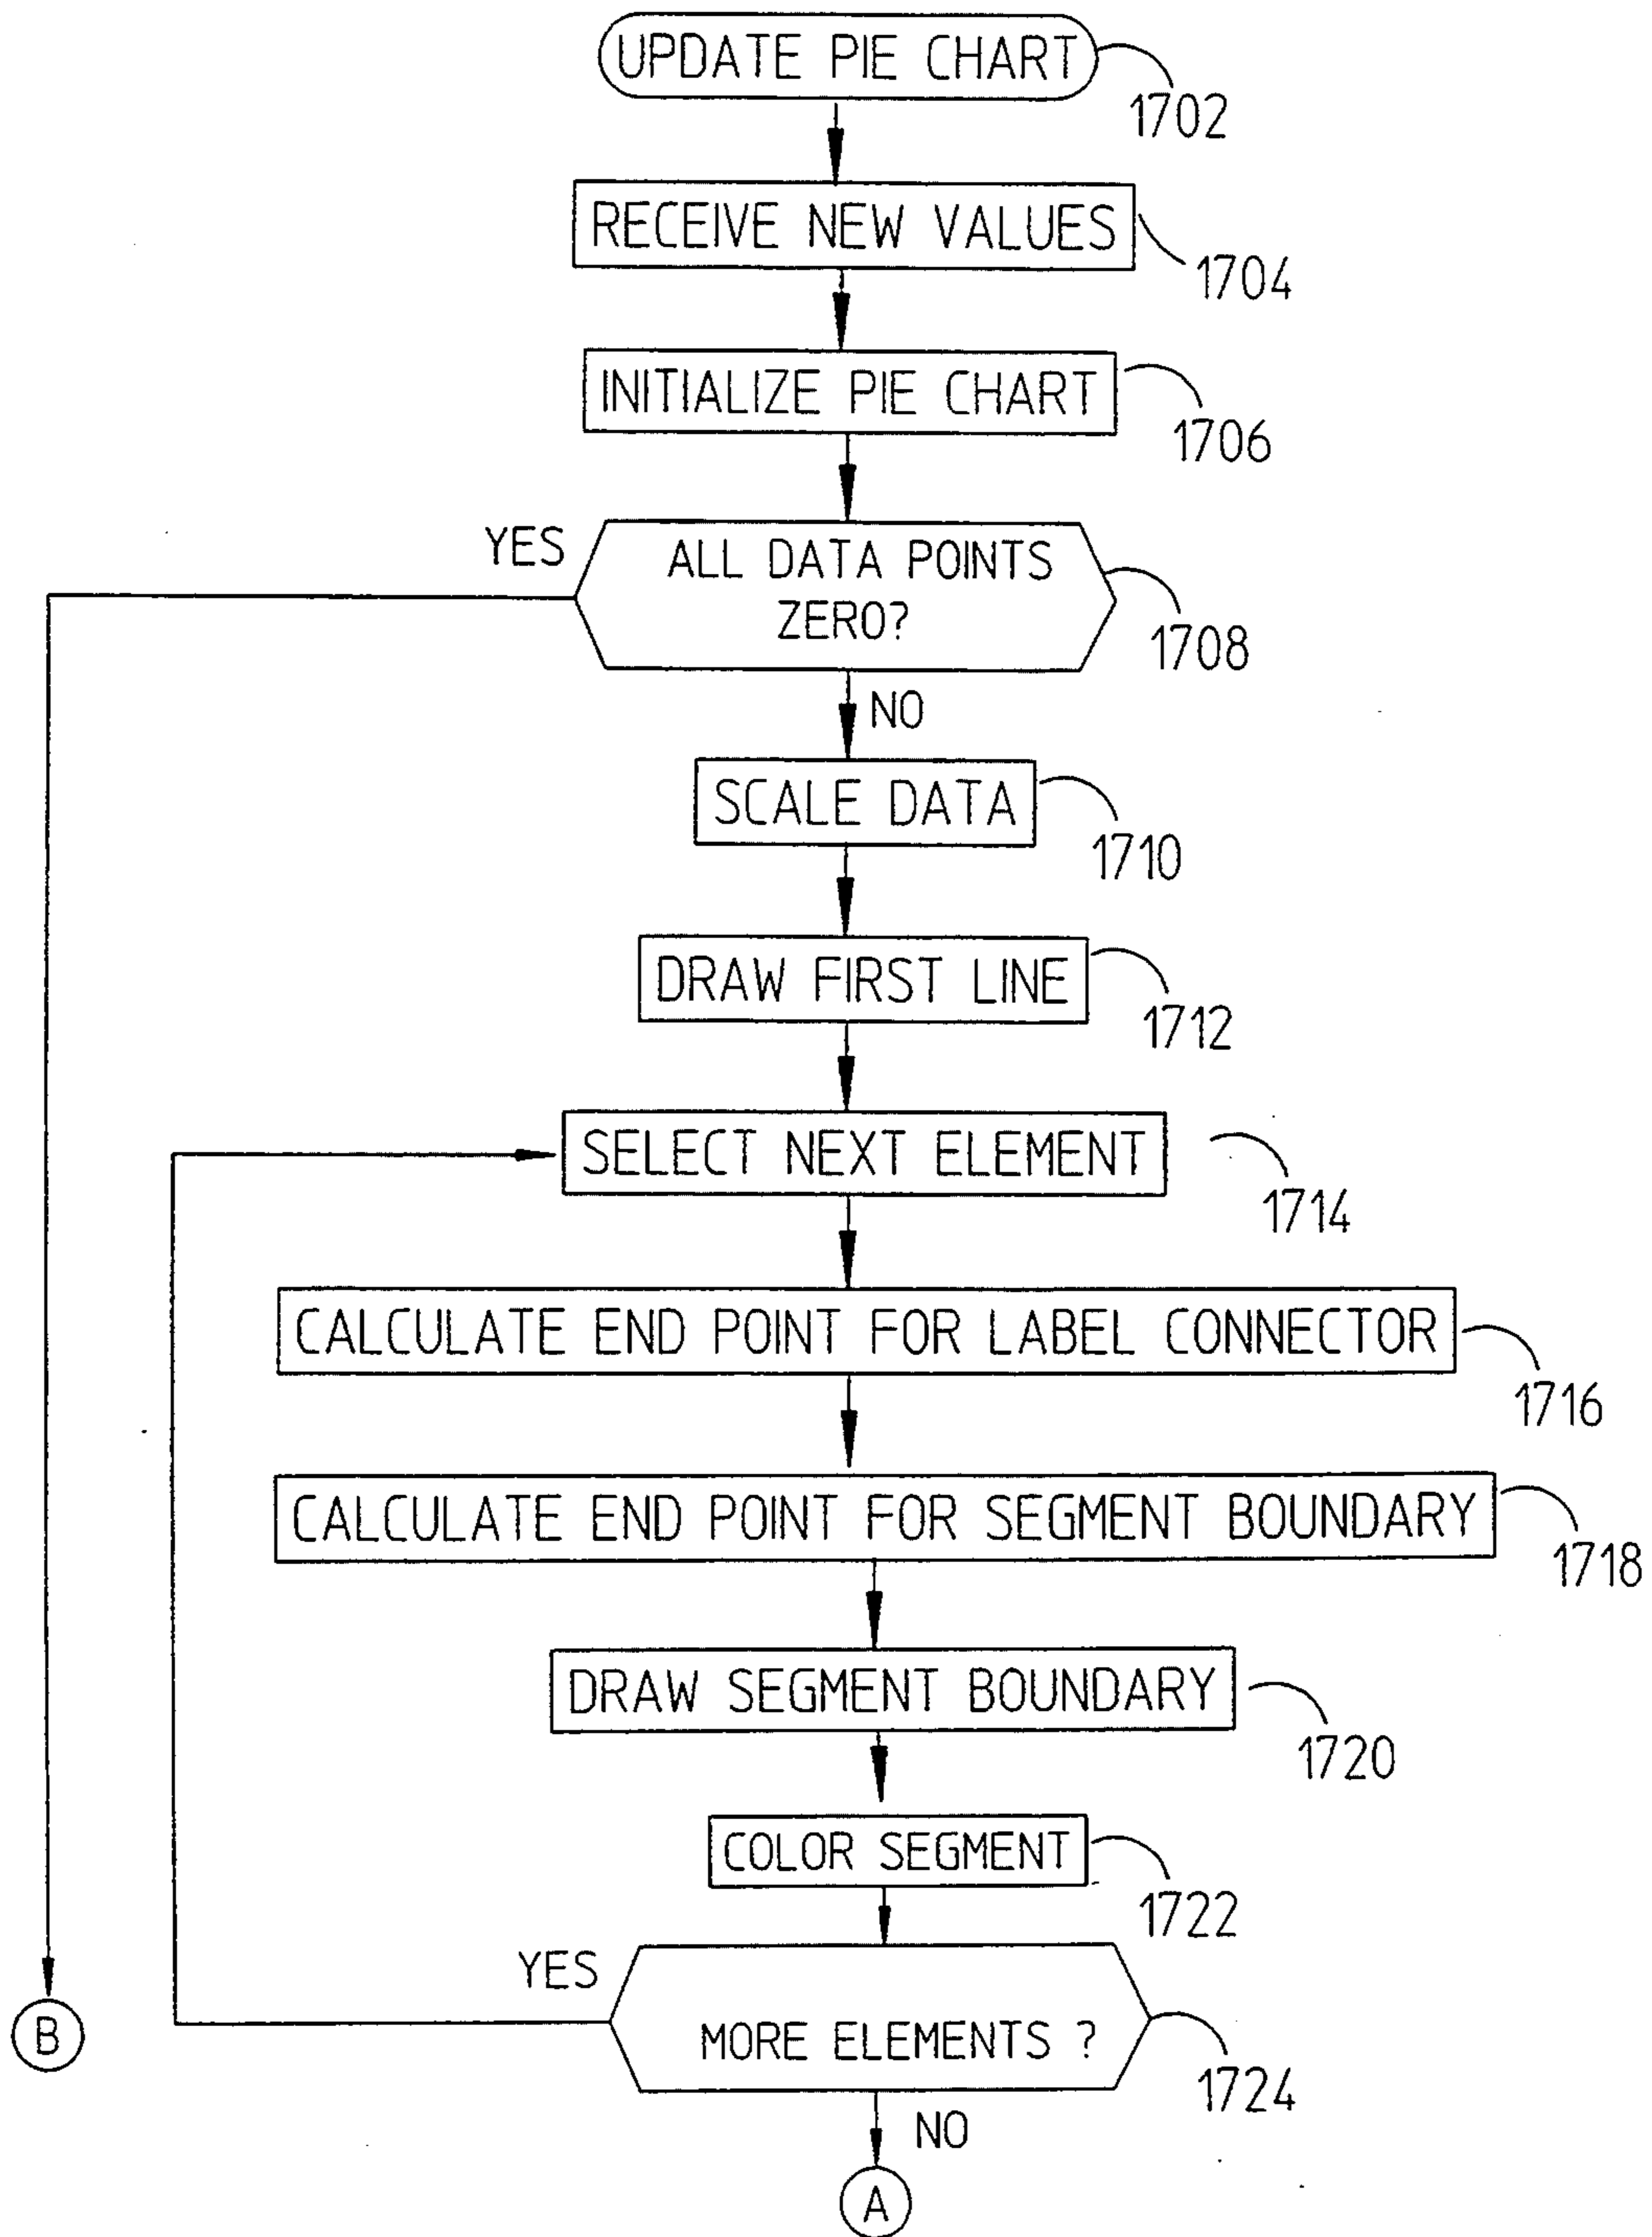 UPDATE PIE CHART
1702
RECEIVE NEW VALUES
1704
INITIALIZE PIE CHART
1706
YES
ALL DATA POINTS
ZERO?
1708
NO
SCALE DATA
1710
DRAW FIRST LINE
1712
SELECT NEXT ELEMENT
1714
CALCULATE END POINT FOR LABEL CONNECTOR
1716
CALCULATE END POINT FOR SEGMENT BOUNDARY
1718
DRAW SEGMENT BOUNDARY
1720
COLOR SEGMENT
1722
YES
MORE ELEMENTS ?
1724
B
NO
A